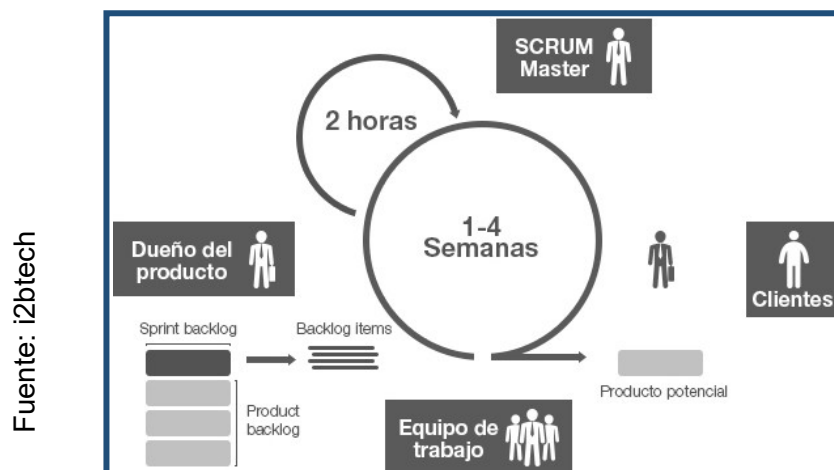 SCRUM
Master
2 horas
1-4
Semanas
Dueño del
producto
Clientes
Sprint backlog
Backlog items
Product
backlog
Producto potencial
Equipo de
trabajo
Fuente: i2btech